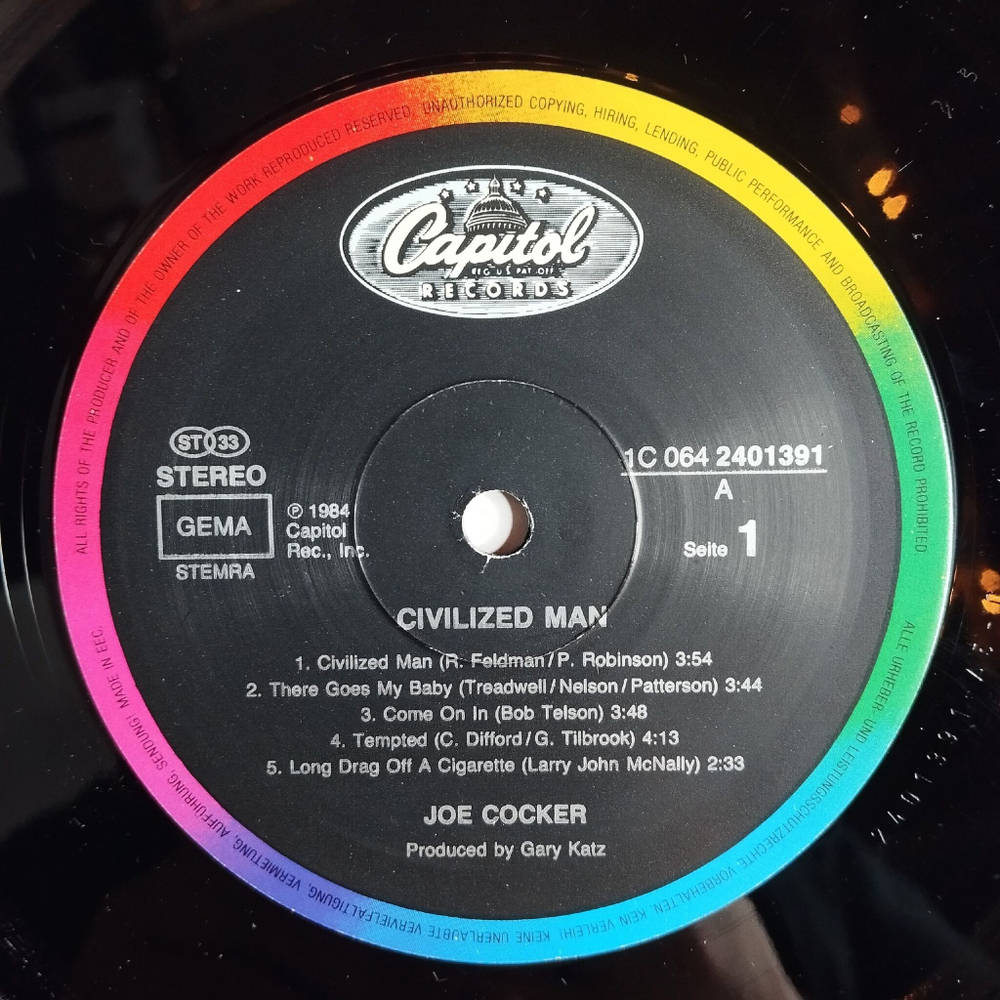 ALL RIGHTS OF THE PRODUCER AND OF THE OWNER OF THE WORK REPRODUCED RESERVED. UNAUTHORIZED COPYING, HIRING, LENDING, PUBLIC PERFORMANCE AND BROADCASTING OF THE RECORD PROHIBITED.
Capitol
REG. U.S. PAT. OFF.
RECORDS
ST 33
STEREO
GEMA
STEMRA
℗ 1984
Capitol
Rec., Inc.
1C 064 2401391
A
Seite 1
CIVILIZED MAN
1. Civilized Man (R. Feldman/P. Robinson) 3:54
2. There Goes My Baby (Treadwell/Nelson/Patterson) 3:44
3. Come On In (Bob Telson) 3:48
4. Tempted (C. Difford/G. Tilbrook) 4:13
5. Long Drag Off A Cigarette (Larry John McNally) 2:33
JOE COCKER
Produced by Gary Katz
ALLE URHEBER- UND LEISTUNGSSCHUTZRECHTE VORBEHALTEN. KEIN VERLEIH! KEINE UNERLAUBTE VERVIELFÄLTIGUNG, VERMIETUNG, AUFFÜHRUNG, SENDUNG! MADE IN EEC.